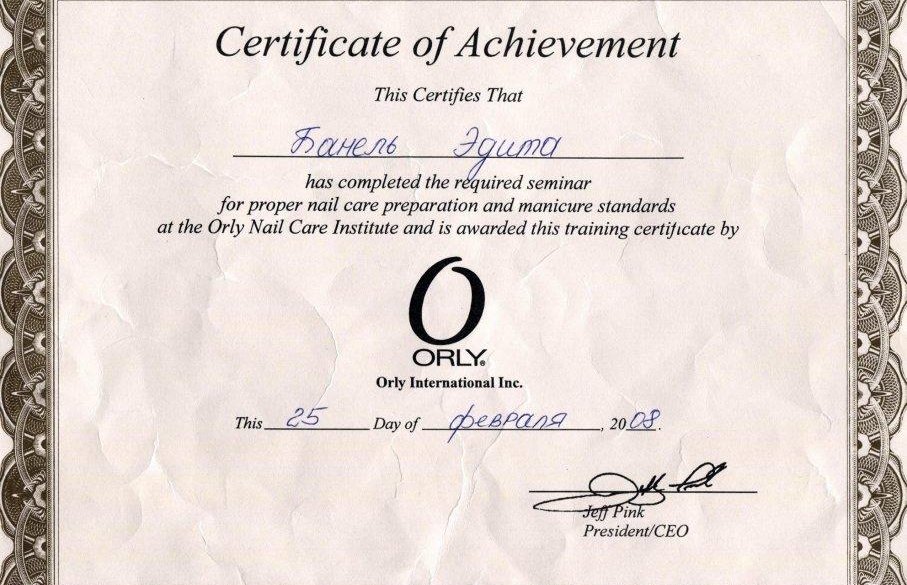 Certificate of Achievement
This Certifies That
Банель Эдита
has completed the required seminar
for proper nail care preparation and manicure standards
at the Orly Nail Care Institute and is awarded this training certificate by
O
ORLY®
Orly International Inc.
This 25 Day of февраля, 2008.
Jeff Pink
President/CEO